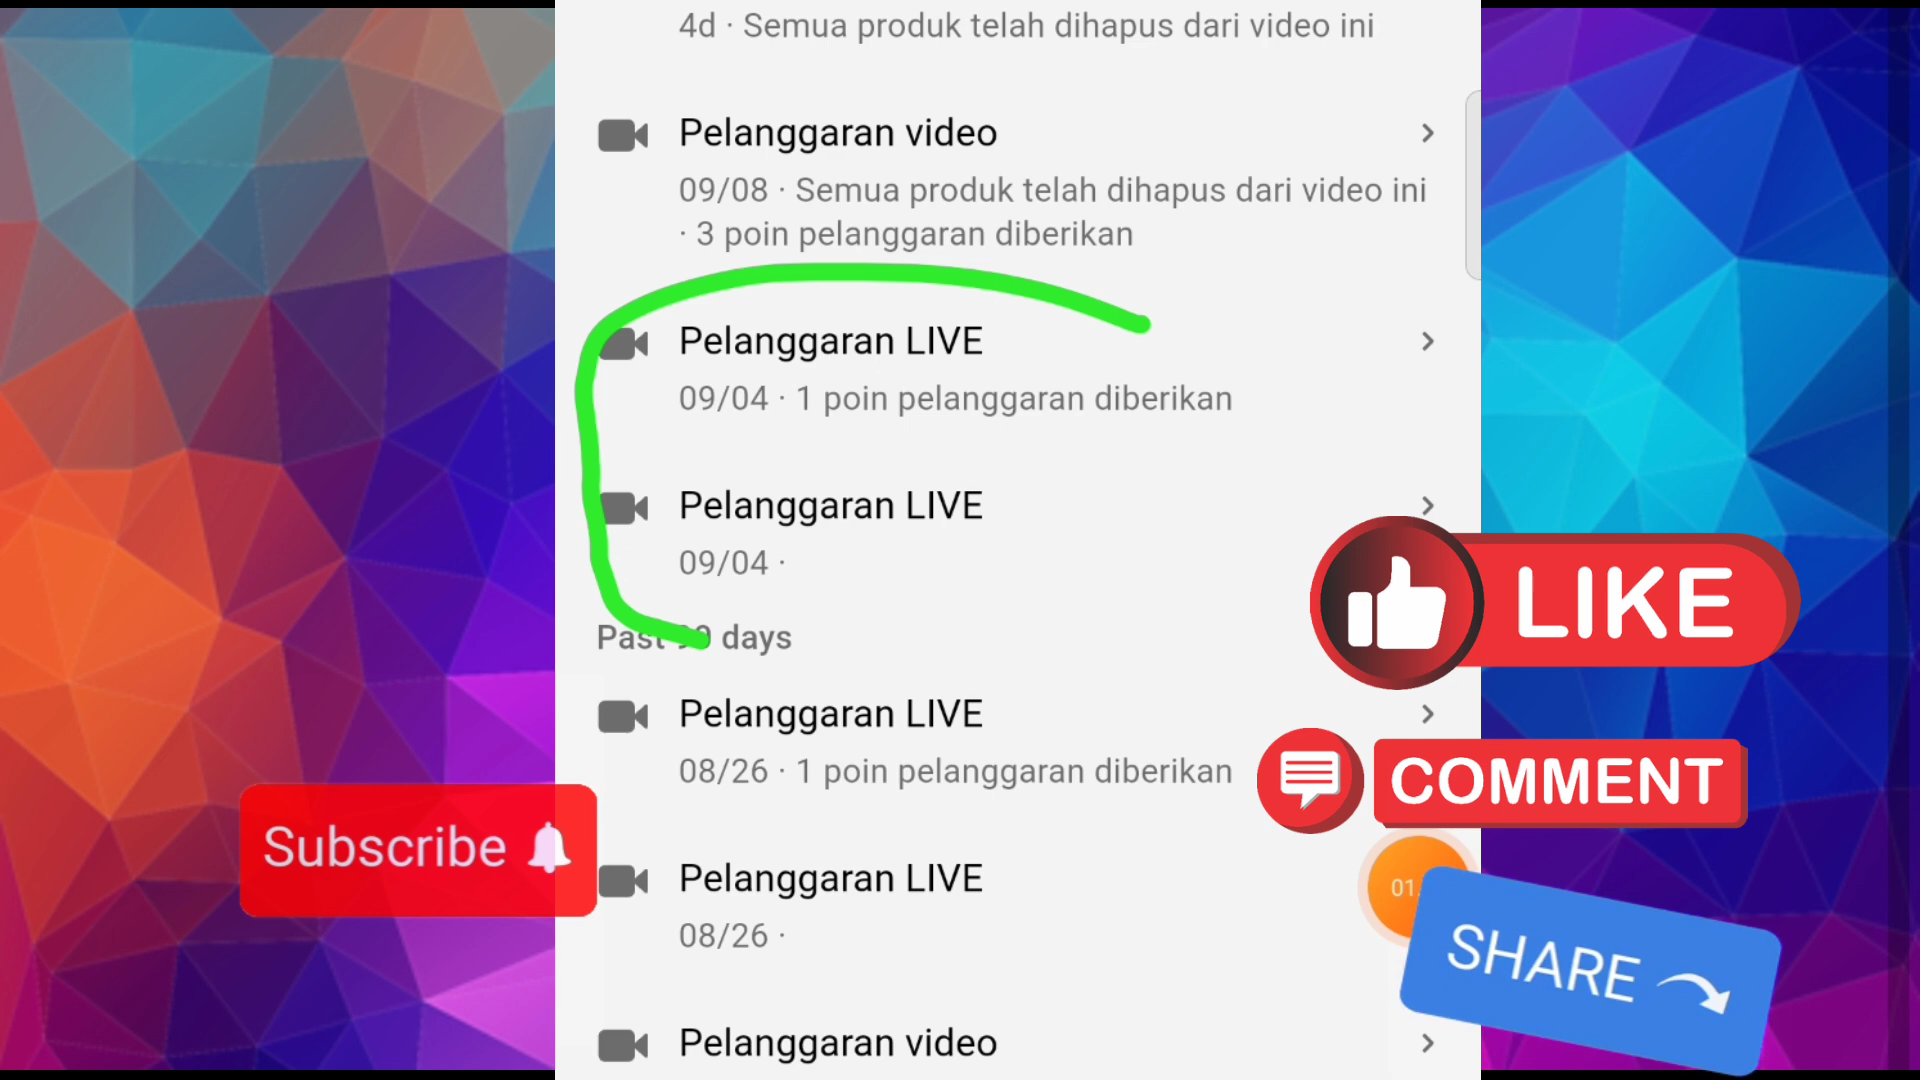 4d · Semua produk telah dihapus dari video ini
Pelanggaran video
09/08 · Semua produk telah dihapus dari video ini
· 3 poin pelanggaran diberikan
Pelanggaran LIVE
09/04 · 1 poin pelanggaran diberikan
Pelanggaran LIVE
09/04 ·
Past days
Pelanggaran LIVE
08/26 · 1 poin pelanggaran diberikan
Pelanggaran LIVE
08/26 ·
Pelanggaran video
LIKE
COMMENT
Subscribe
SHARE